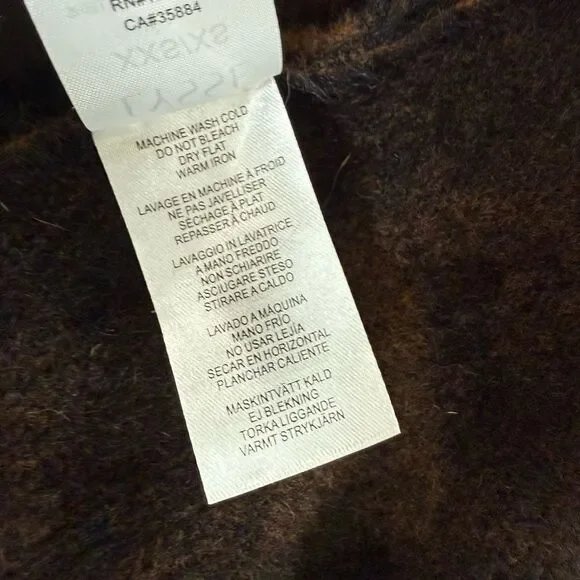 CA#35884
XXS/XS
MACHINE WASH COLD
DO NOT BLEACH
DRY FLAT
WARM IRON
LAVAGE EN MACHINE À FROID
NE PAS JAVELLISER
SÉCHAGE À PLAT
REPASSER À CHAUD
LAVAGGIO IN LAVATRICE
A MANO FREDDO
NON SCHIARIRE
ASCIUGARE STESO
STIRARE A CALDO
LAVADO A MÁQUINA
MANO FRÍO
NO USAR LEJÍA
SECAR EN HORIZONTAL
PLANCHAR CALIENTE
MASKINTVÄTT KALD
EJ BLEKNING
TORKA LIGGANDE
VARMT STRYKJÄRN